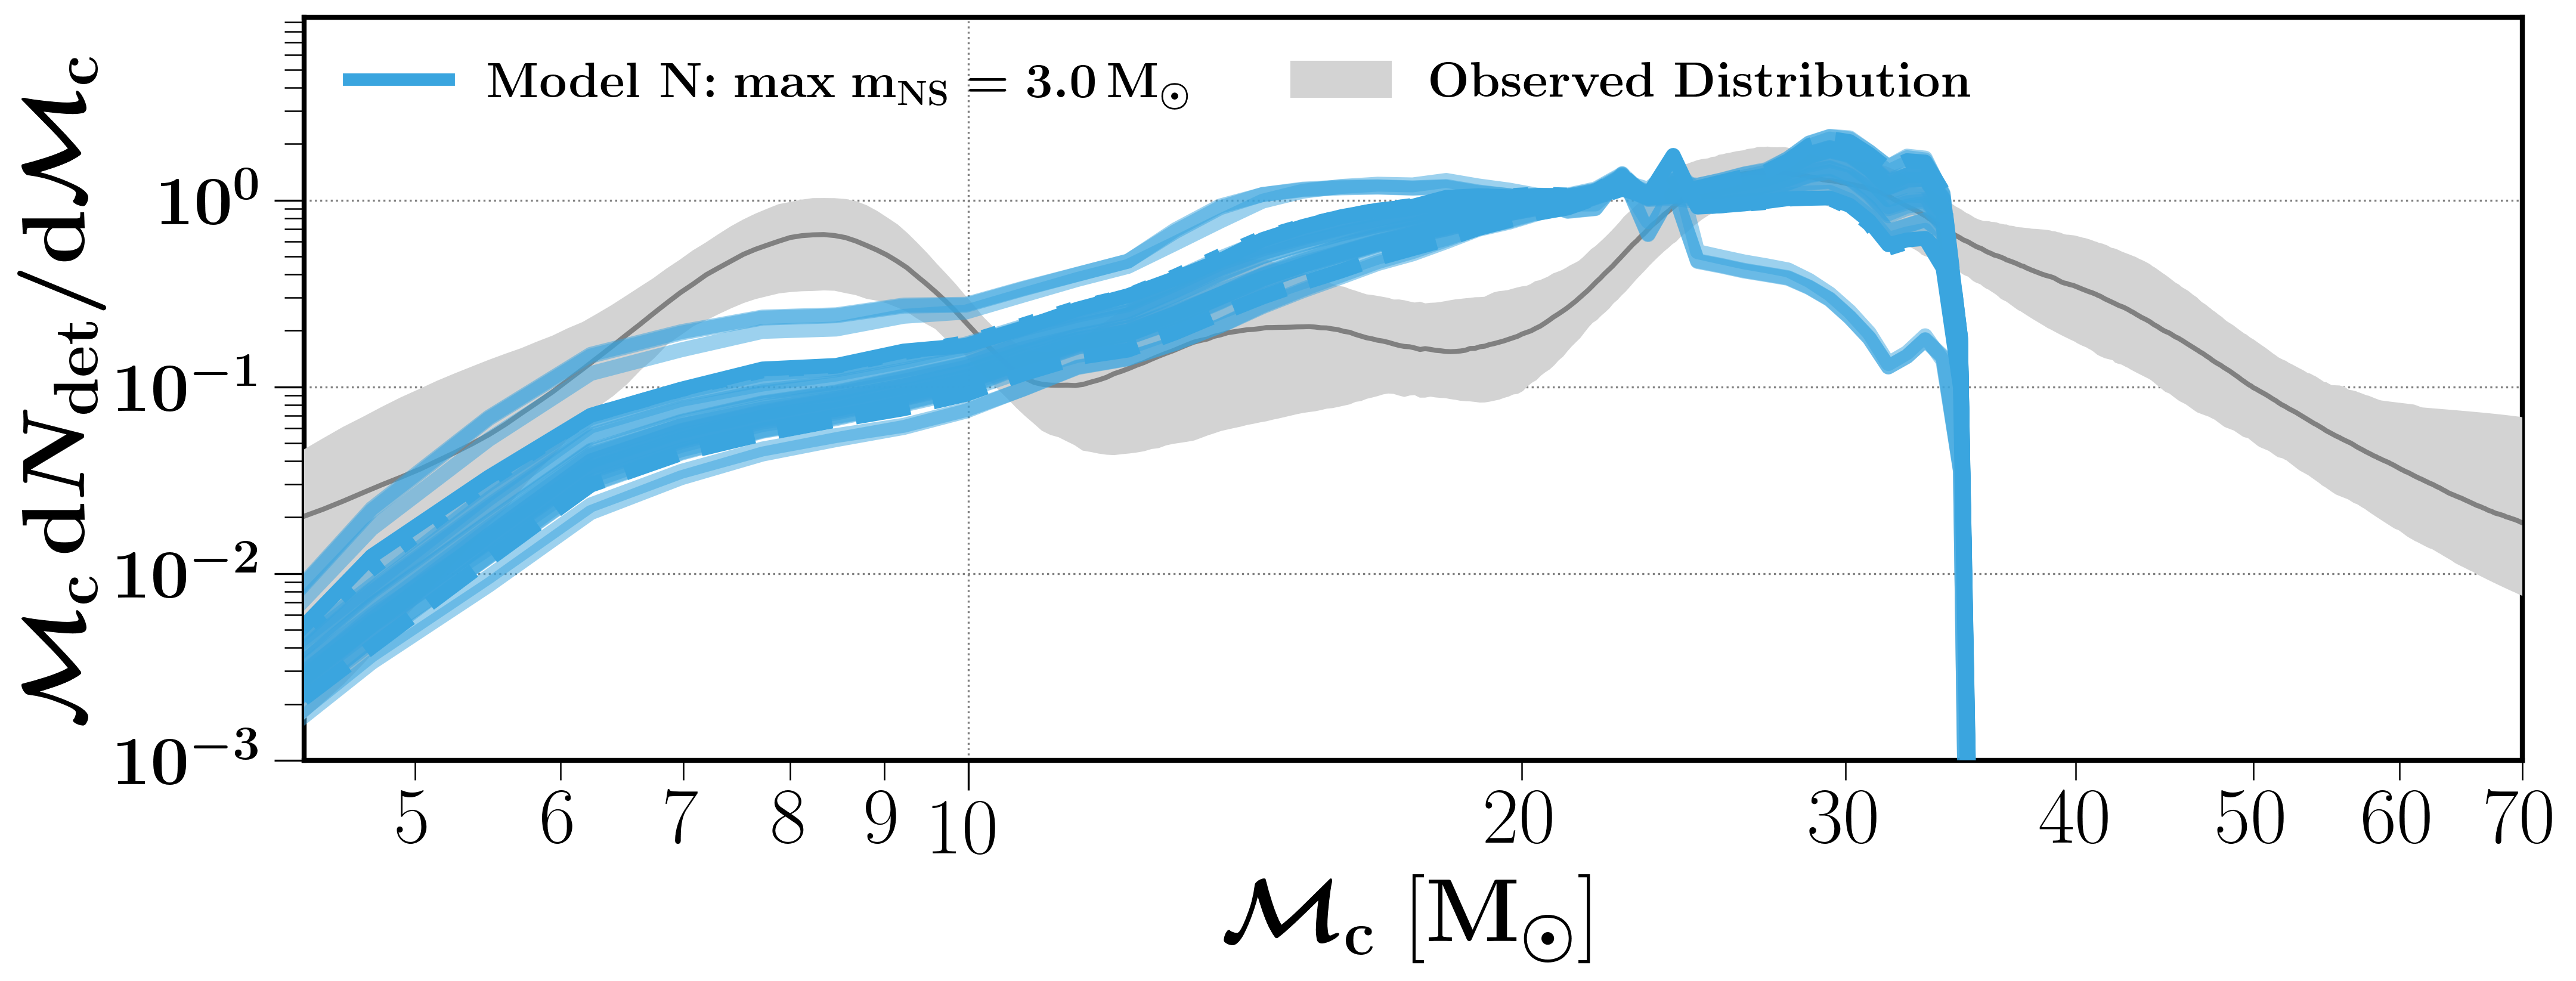 Model N: max m_NS = 3.0 M_⊙
Observed Distribution
ℳ_c dN_det/dℳ_c
10^0
10^−1
10^−2
10^−3
5 6 7 8 9 10 20 30 40 50 60 70
ℳ_c [M_⊙]